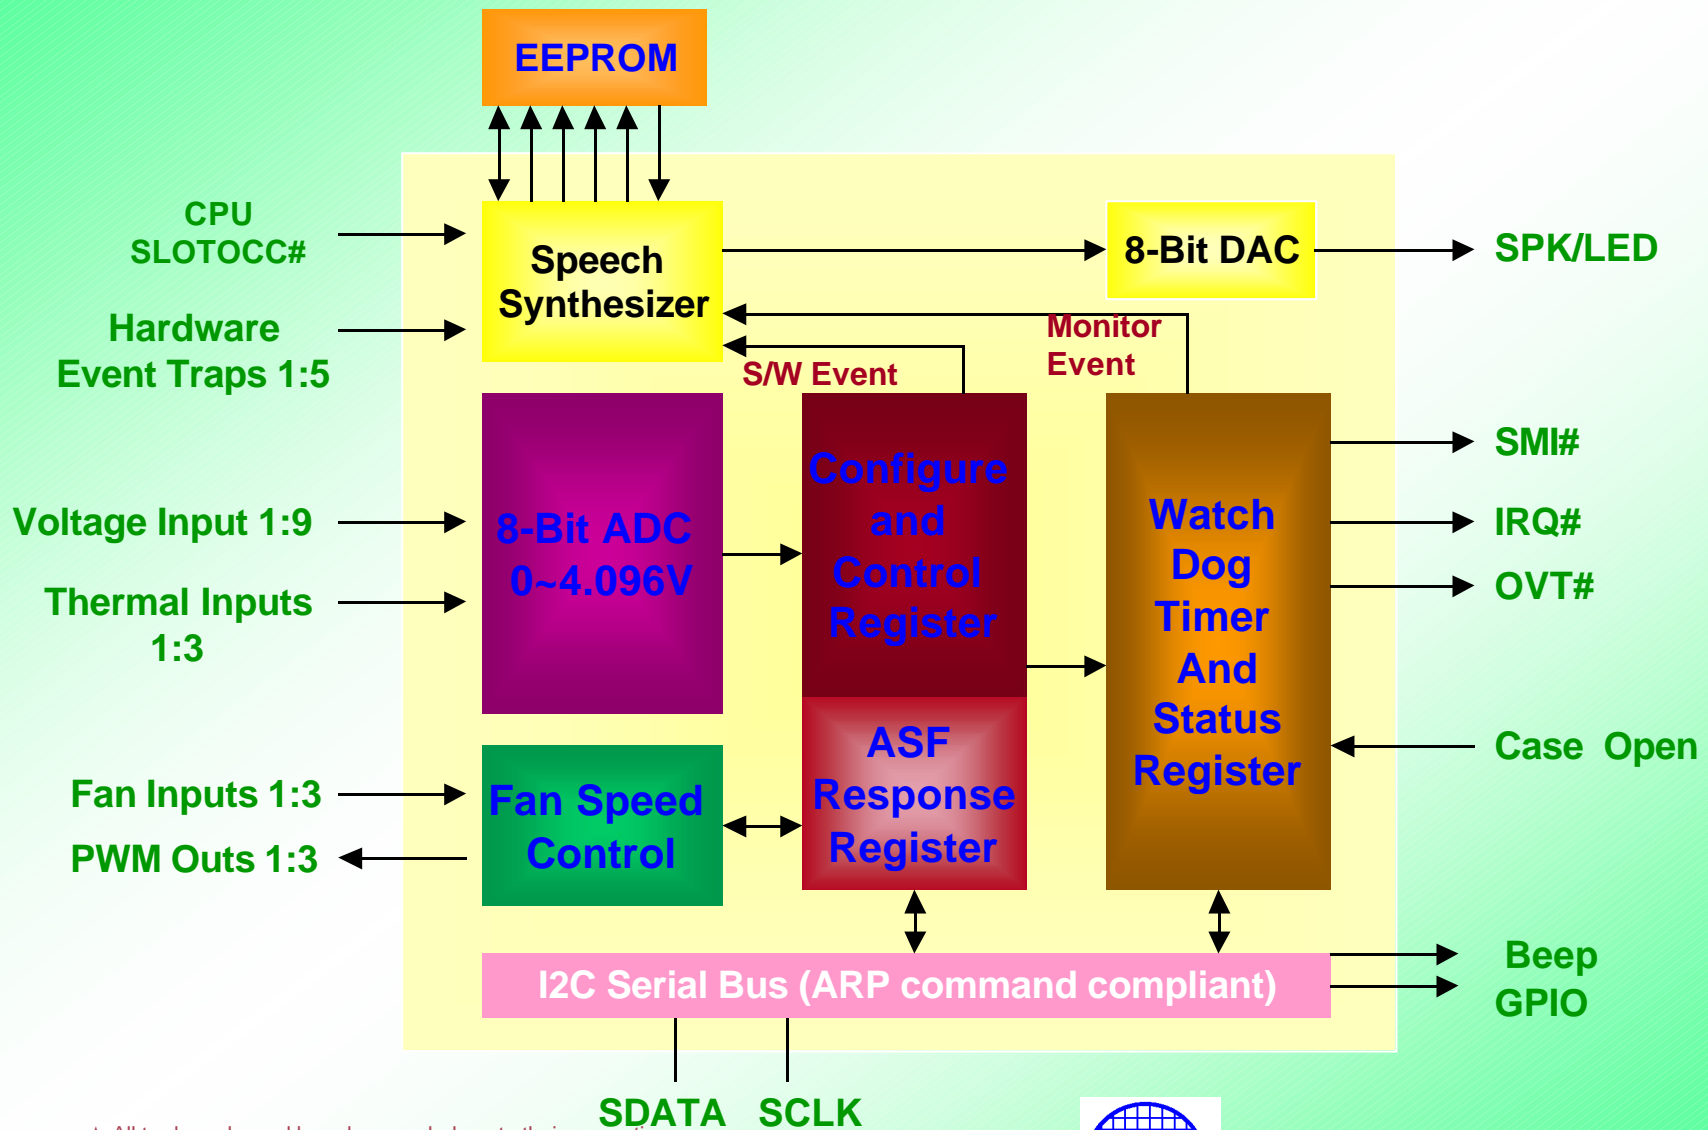 EEPROM
CPU
SLOTOCC#
Speech
Synthesizer
8-Bit DAC
SPK/LED
Hardware
Event Traps 1:5
Monitor
Event
S/W Event
SMI#
Configure
and
Control
Register
Voltage Input 1:9
8-Bit ADC
0~4.096V
Watch
Dog
Timer
And
Status
Register
IRQ#
OVT#
Thermal Inputs
1:3
ASF
Response
Register
Case Open
Fan Inputs 1:3
Fan Speed
Control
PWM Outs 1:3
I2C Serial Bus (ARP command compliant)
Beep
GPIO
SDATA SCLK